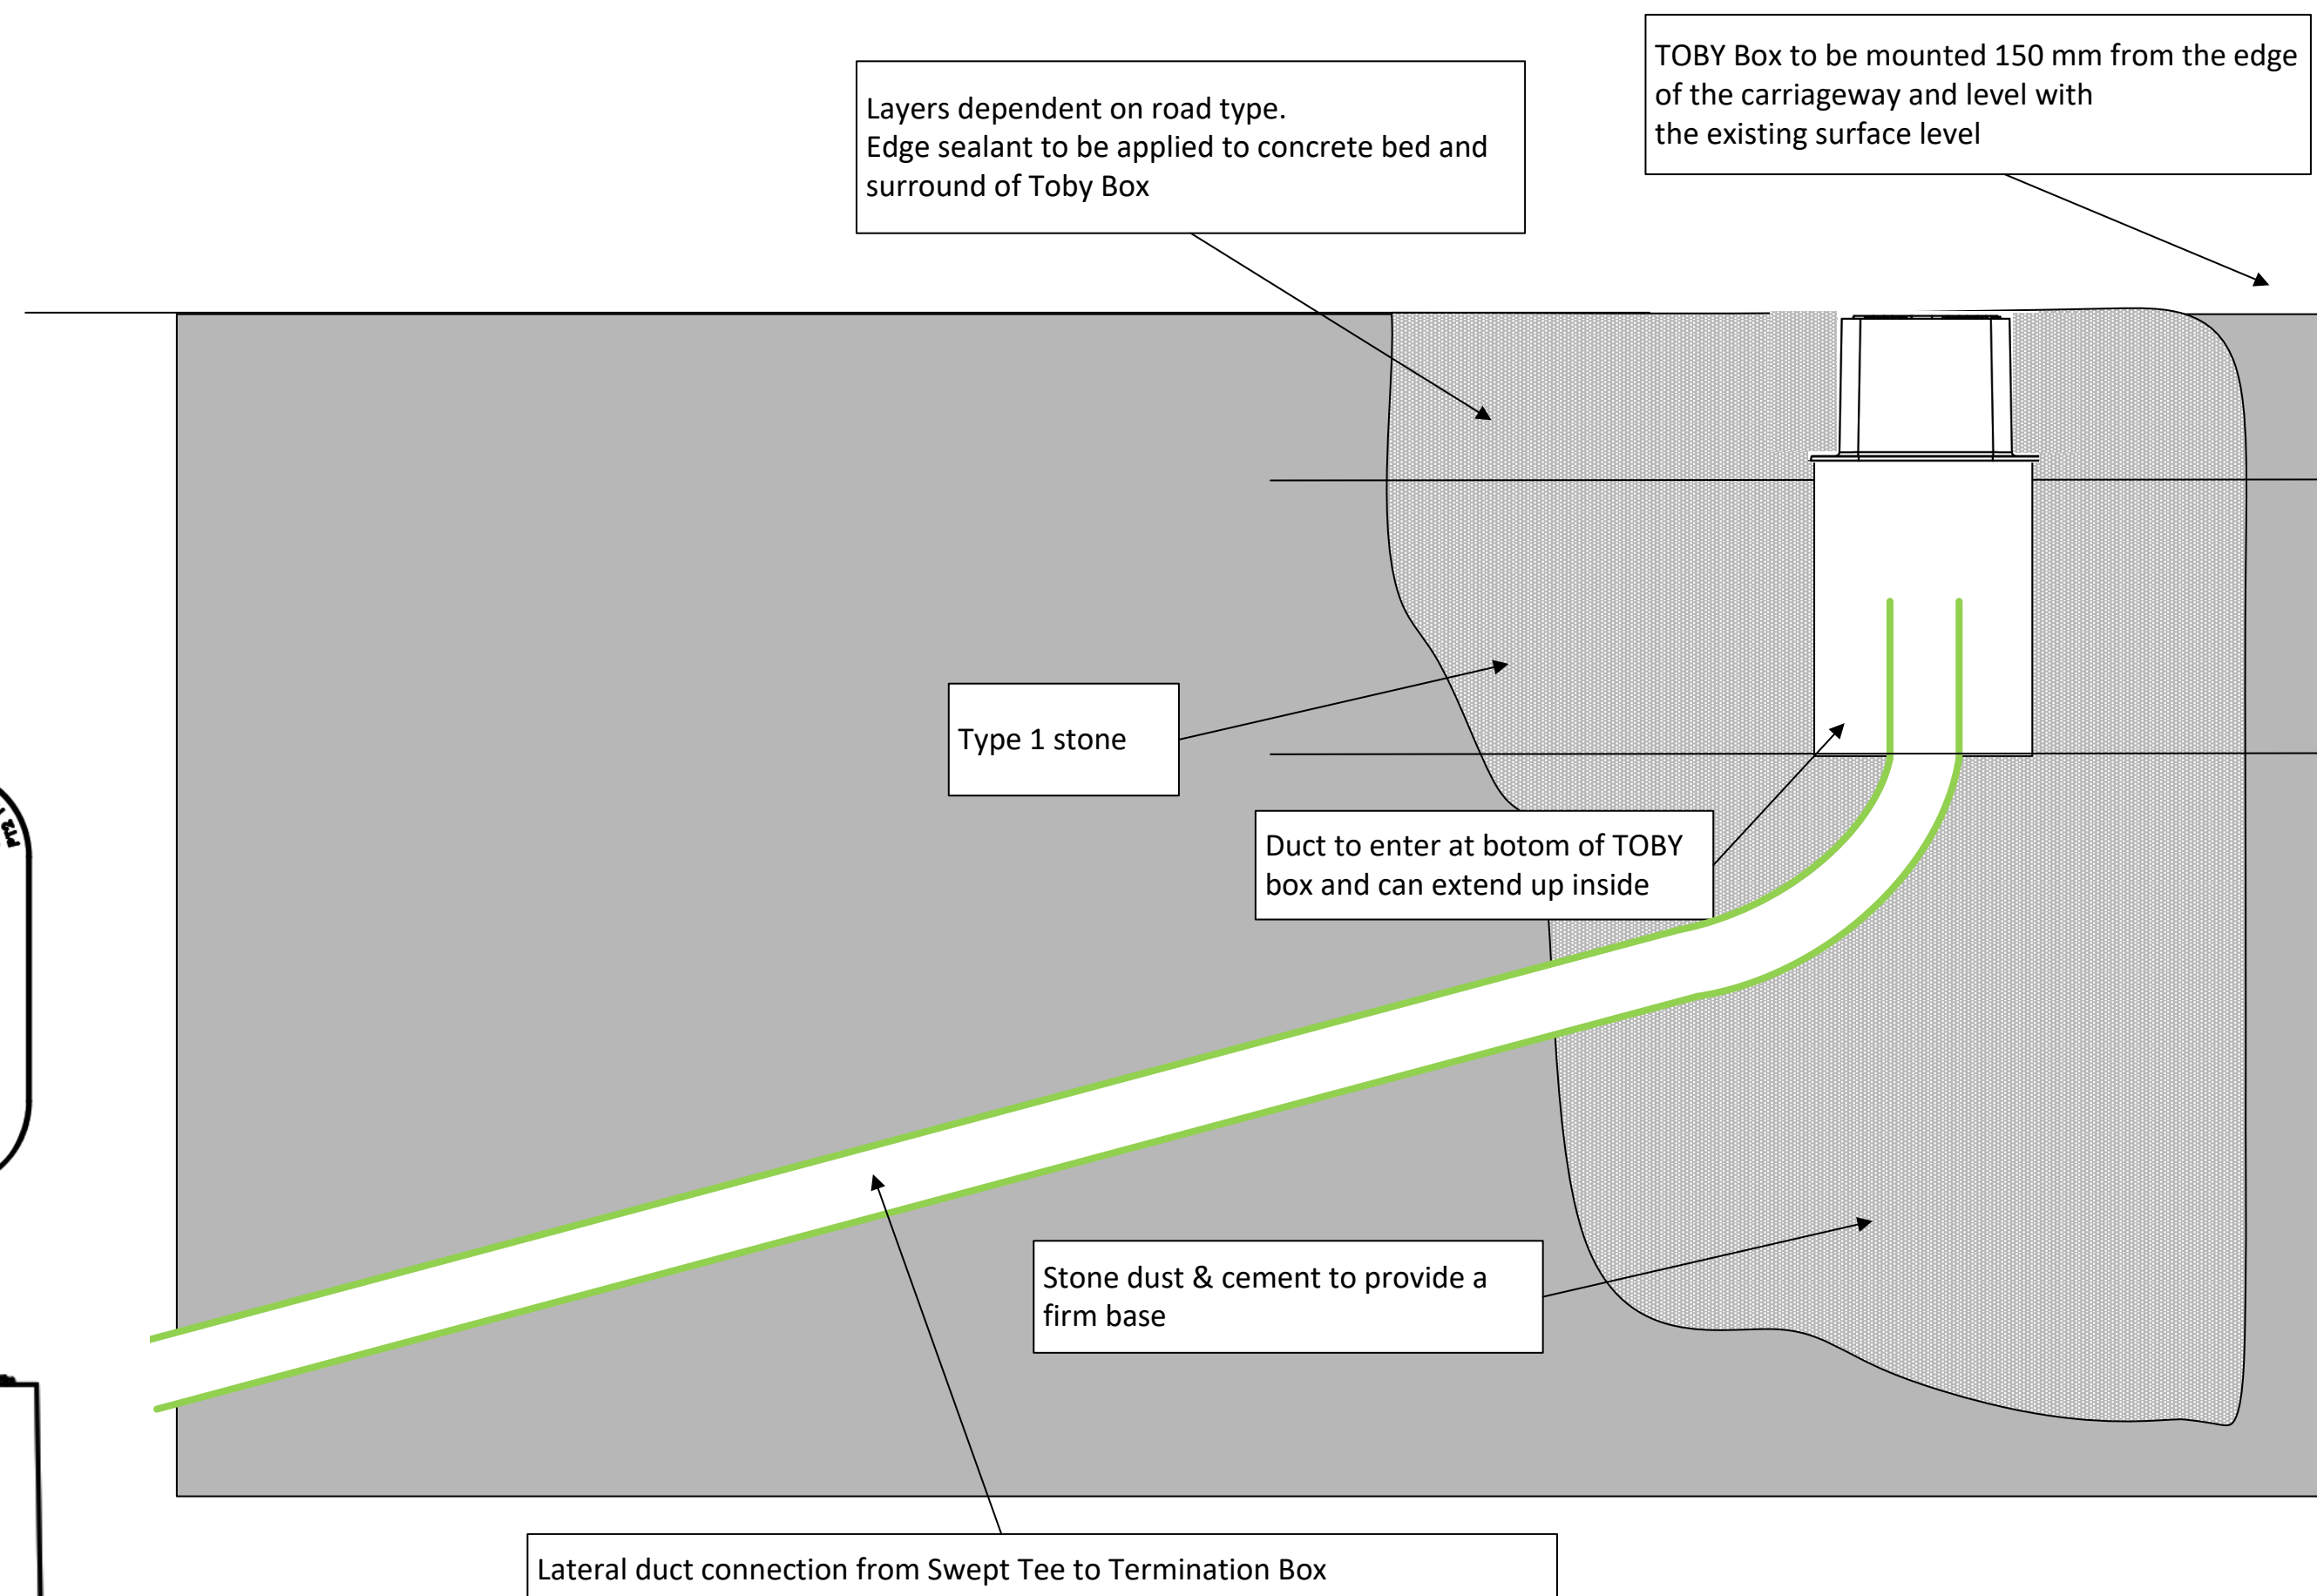 TOBY Box to be mounted 150 mm from the edge
of the carriageway and level with
the existing surface level
Layers dependent on road type.
Edge sealant to be applied to concrete bed and
surround of Toby Box
Type 1 stone
PT2
Duct to enter at botom of TOBY
box and can extend up inside
Stone dust & cement to provide a
firm base
Lateral duct connection from Swept Tee to Termination Box